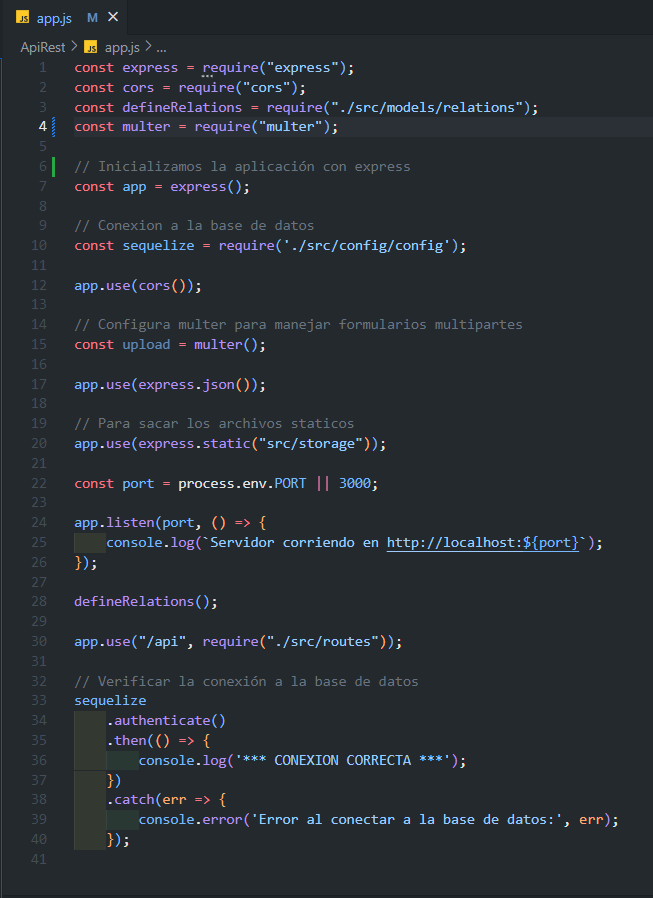 JS app.js M ×
ApiRest > JS app.js > ...
1 const express = require("express");
2 const cors = require("cors");
3 const defineRelations = require("./src/models/relations");
4 const multer = require("multer");
5
6 // Inicializamos la aplicación con express
7 const app = express();
8
9 // Conexion a la base de datos
10 const sequelize = require('./src/config/config');
11
12 app.use(cors());
13
14 // Configura multer para manejar formularios multipartes
15 const upload = multer();
16
17 app.use(express.json());
18
19 // Para sacar los archivos staticos
20 app.use(express.static("src/storage"));
21
22 const port = process.env.PORT || 3000;
23
24 app.listen(port, () => {
25     console.log(`Servidor corriendo en http://localhost:${port}`);
26 });
27
28 defineRelations();
29
30 app.use("/api", require("./src/routes"));
31
32 // Verificar la conexión a la base de datos
33 sequelize
34     .authenticate()
35     .then(() => {
36         console.log('*** CONEXION CORRECTA ***');
37     })
38     .catch(err => {
39         console.error('Error al conectar a la base de datos:', err);
40     });
41